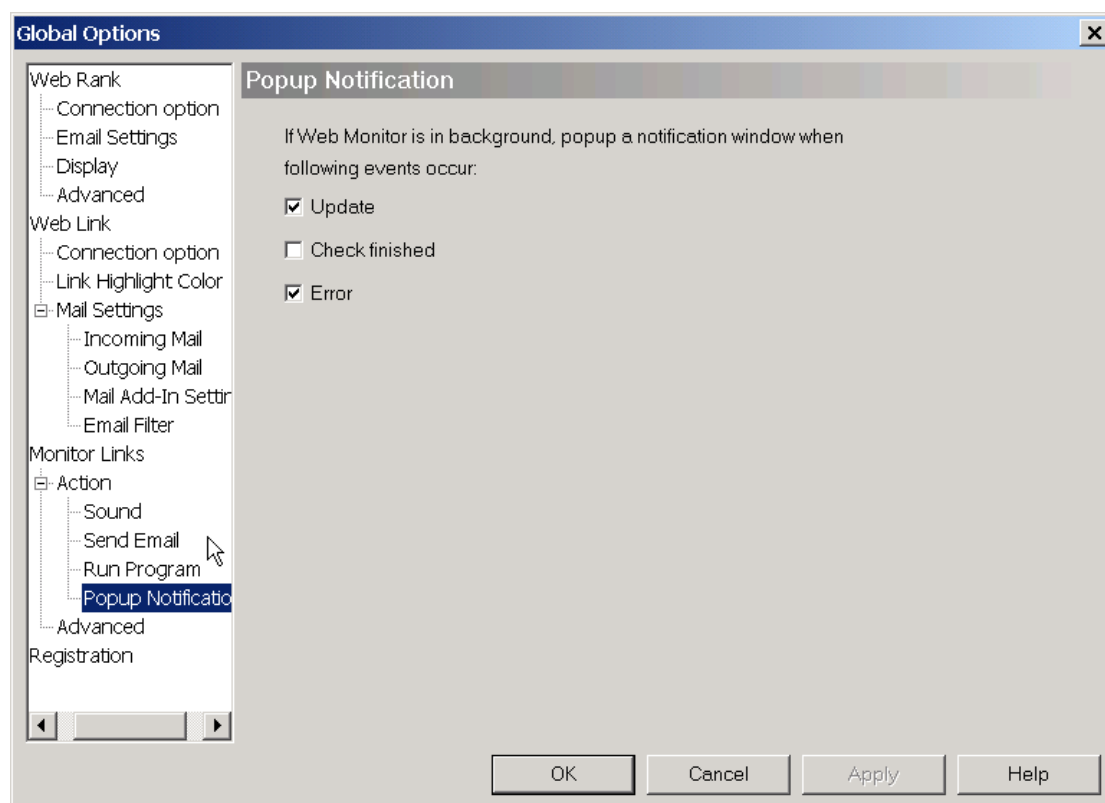 Global Options
Web Rank
Connection option
Email Settings
Display
Advanced
Web Link
Connection option
Link Highlight Color
Mail Settings
Incoming Mail
Outgoing Mail
Mail Add-In Settin
Email Filter
Monitor Links
Action
Sound
Send Email
Run Program
Popup Notificatio
Advanced
Registration
Popup Notification
If Web Monitor is in background, popup a notification window when
following events occur:
Update
Check finished
Error
OK
Cancel
Apply
Help